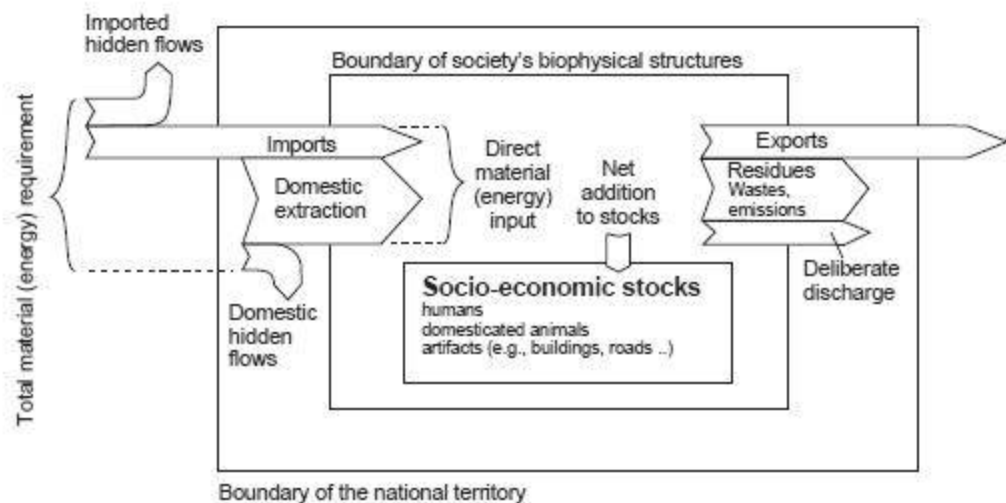 Imported
hidden flows
Boundary of society's biophysical structures
Total material (energy) requirement
Imports
Domestic
extraction
Direct
material
(energy)
input
Net
addition
to stocks
Exports
Residues
Wastes,
emissions
Deliberate
discharge
Domestic
hidden
flows
Socio-economic stocks
humans
domesticated animals
artifacts (e.g., buildings, roads ..)
Boundary of the national territory